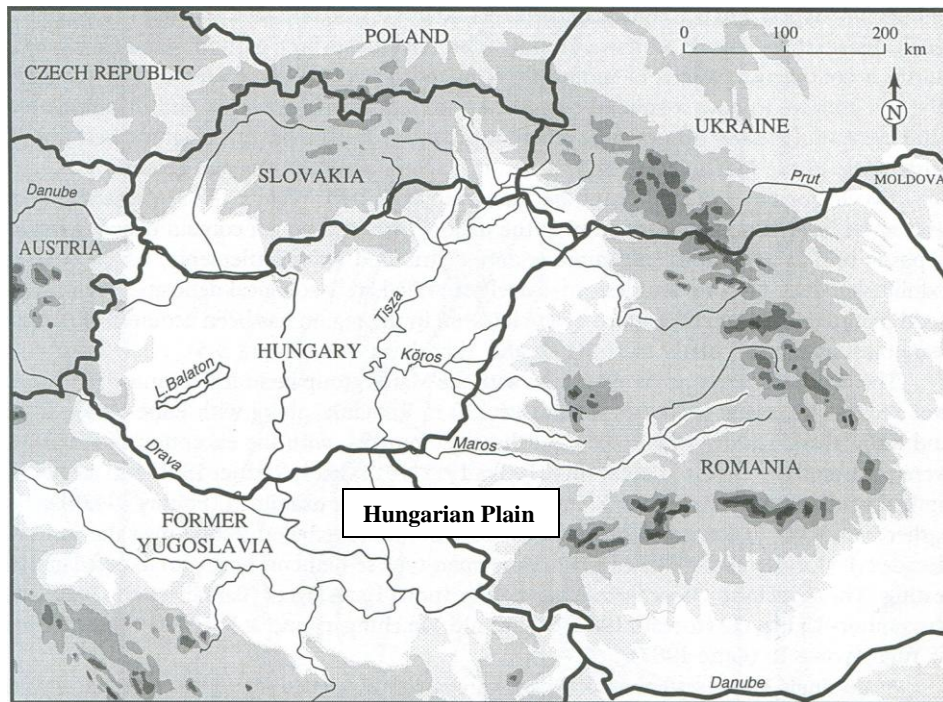 POLAND
0 100 200
km
CZECH REPUBLIC
N
UKRAINE
SLOVAKIA
Prut
MOLDOVA
Danube
AUSTRIA
Tisza
HUNGARY
Köros
L.Balaton
Maros
Drava
ROMANIA
Hungarian Plain
FORMER
YUGOSLAVIA
Danube